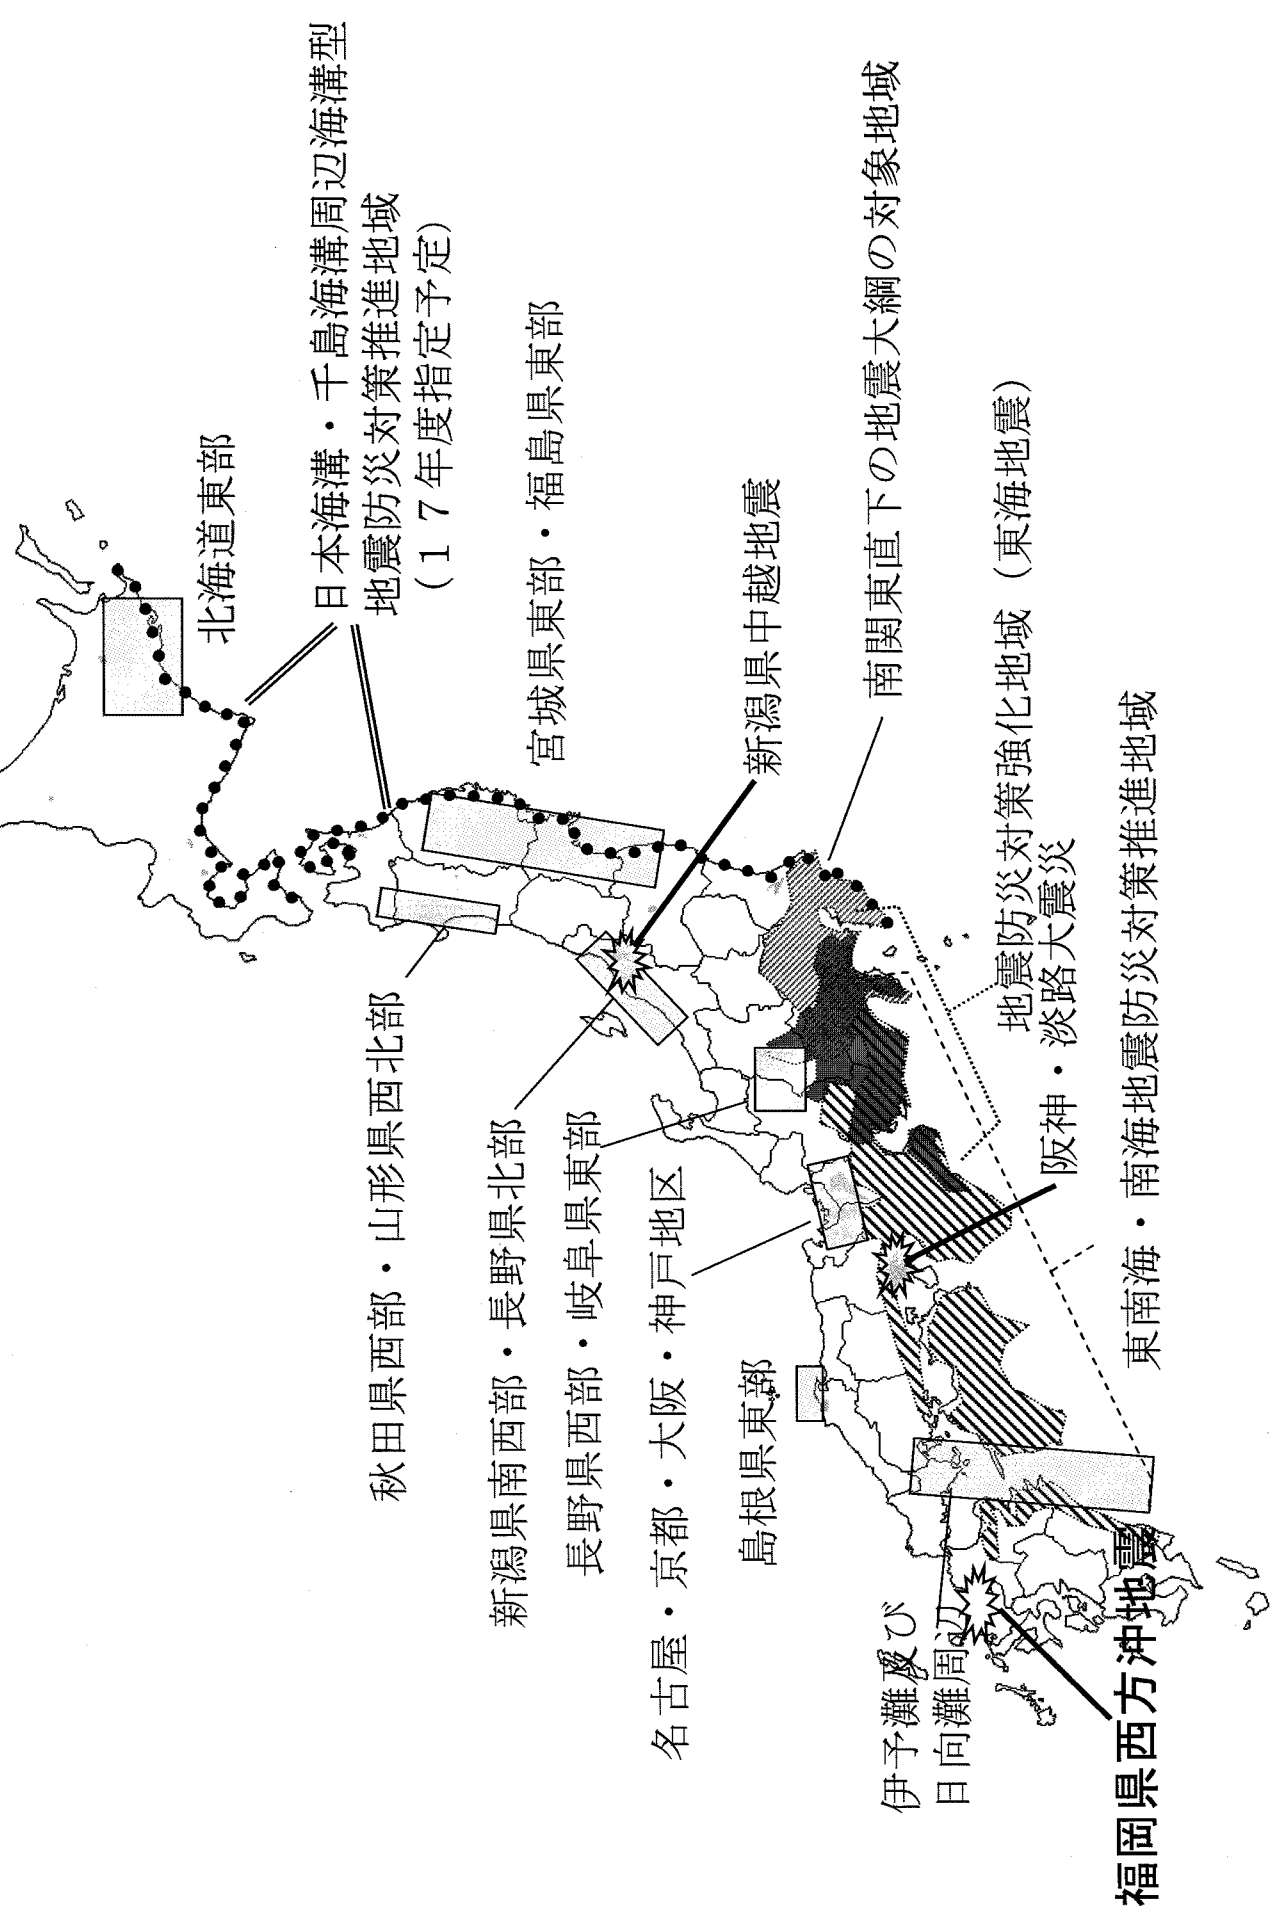 北海道東部
日本海溝・千島海溝周辺海溝型
地震防災対策推進地域
（１７年度指定予定）
宮城県東部・福島県東部
新潟県中越地震
南関東直下の地震大綱の対象地域
地震防災対策強化地域　（東海地震）
阪神・淡路大震災
東南海・南海地震防災対策推進地域
秋田県西部・山形県西北部
新潟県南西部・長野県北部
長野県西部・岐阜県東部
名古屋・京都・大阪・神戸地区
島根県東部
伊予灘及び
日向灘周辺
福岡県西方沖地震